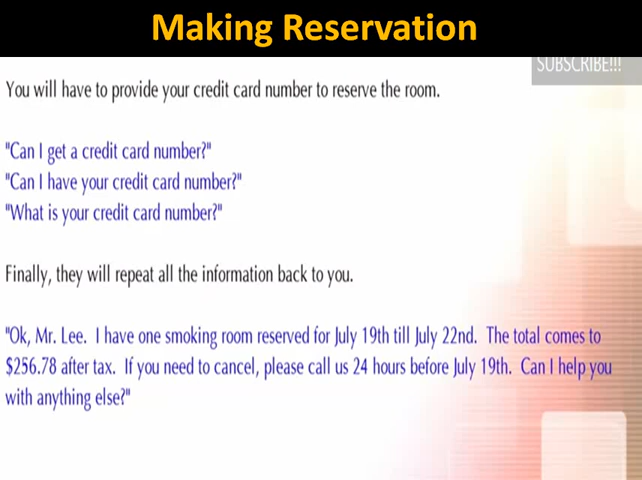 Making Reservation
SUBSCRIBE!!!
You will have to provide your credit card number to reserve the room.
"Can I get a credit card number?"
"Can I have your credit card number?"
"What is your credit card number?"
Finally, they will repeat all the information back to you.
"Ok, Mr. Lee. I have one smoking room reserved for July 19th till July 22nd. The total comes to
$256.78 after tax. If you need to cancel, please call us 24 hours before July 19th. Can I help you
with anything else?"